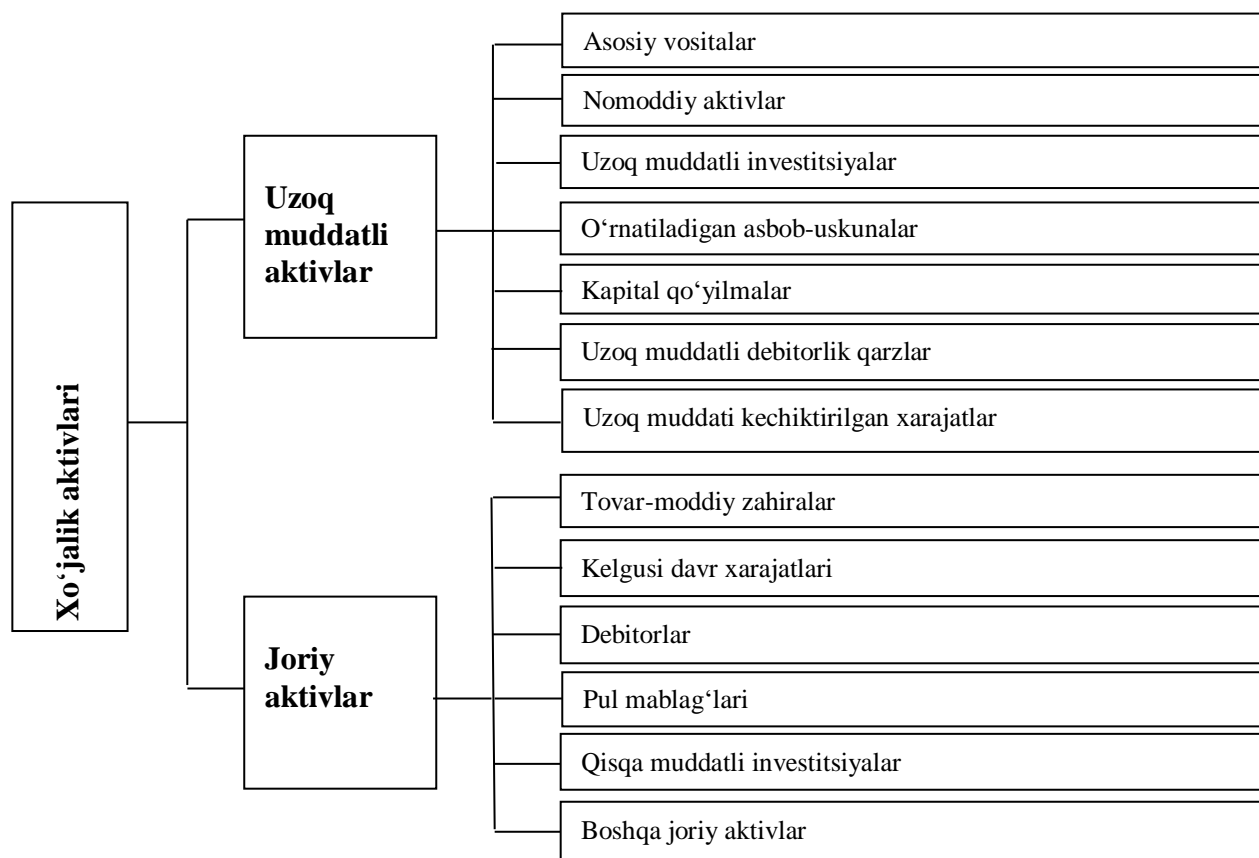 Xo‘jalik aktivlari
Uzoq
muddatli
aktivlar
Asosiy vositalar
Nomoddiy aktivlar
Uzoq muddatli investitsiyalar
O‘rnatiladigan asbob-uskunalar
Kapital qo‘yilmalar
Uzoq muddatli debitorlik qarzlar
Uzoq muddati kechiktirilgan xarajatlar
Joriy
aktivlar
Tovar-moddiy zahiralar
Kelgusi davr xarajatlari
Debitorlar
Pul mablag‘lari
Qisqa muddatli investitsiyalar
Boshqa joriy aktivlar